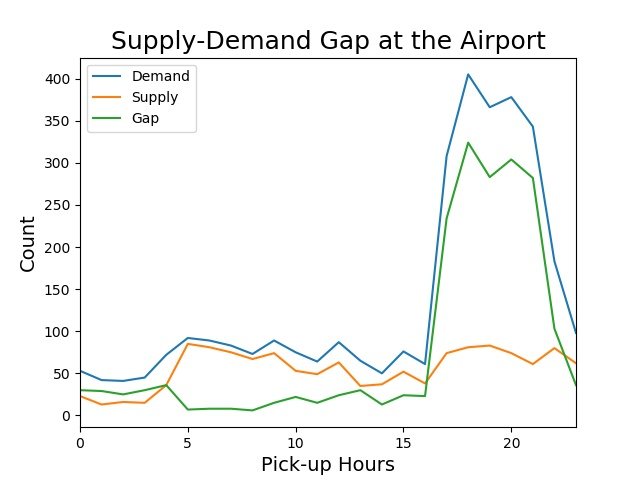 Supply-Demand Gap at the Airport
Demand
Supply
Gap
400
350
300
250
200
150
100
50
0
Count
0 5 10 15 20
Pick-up Hours